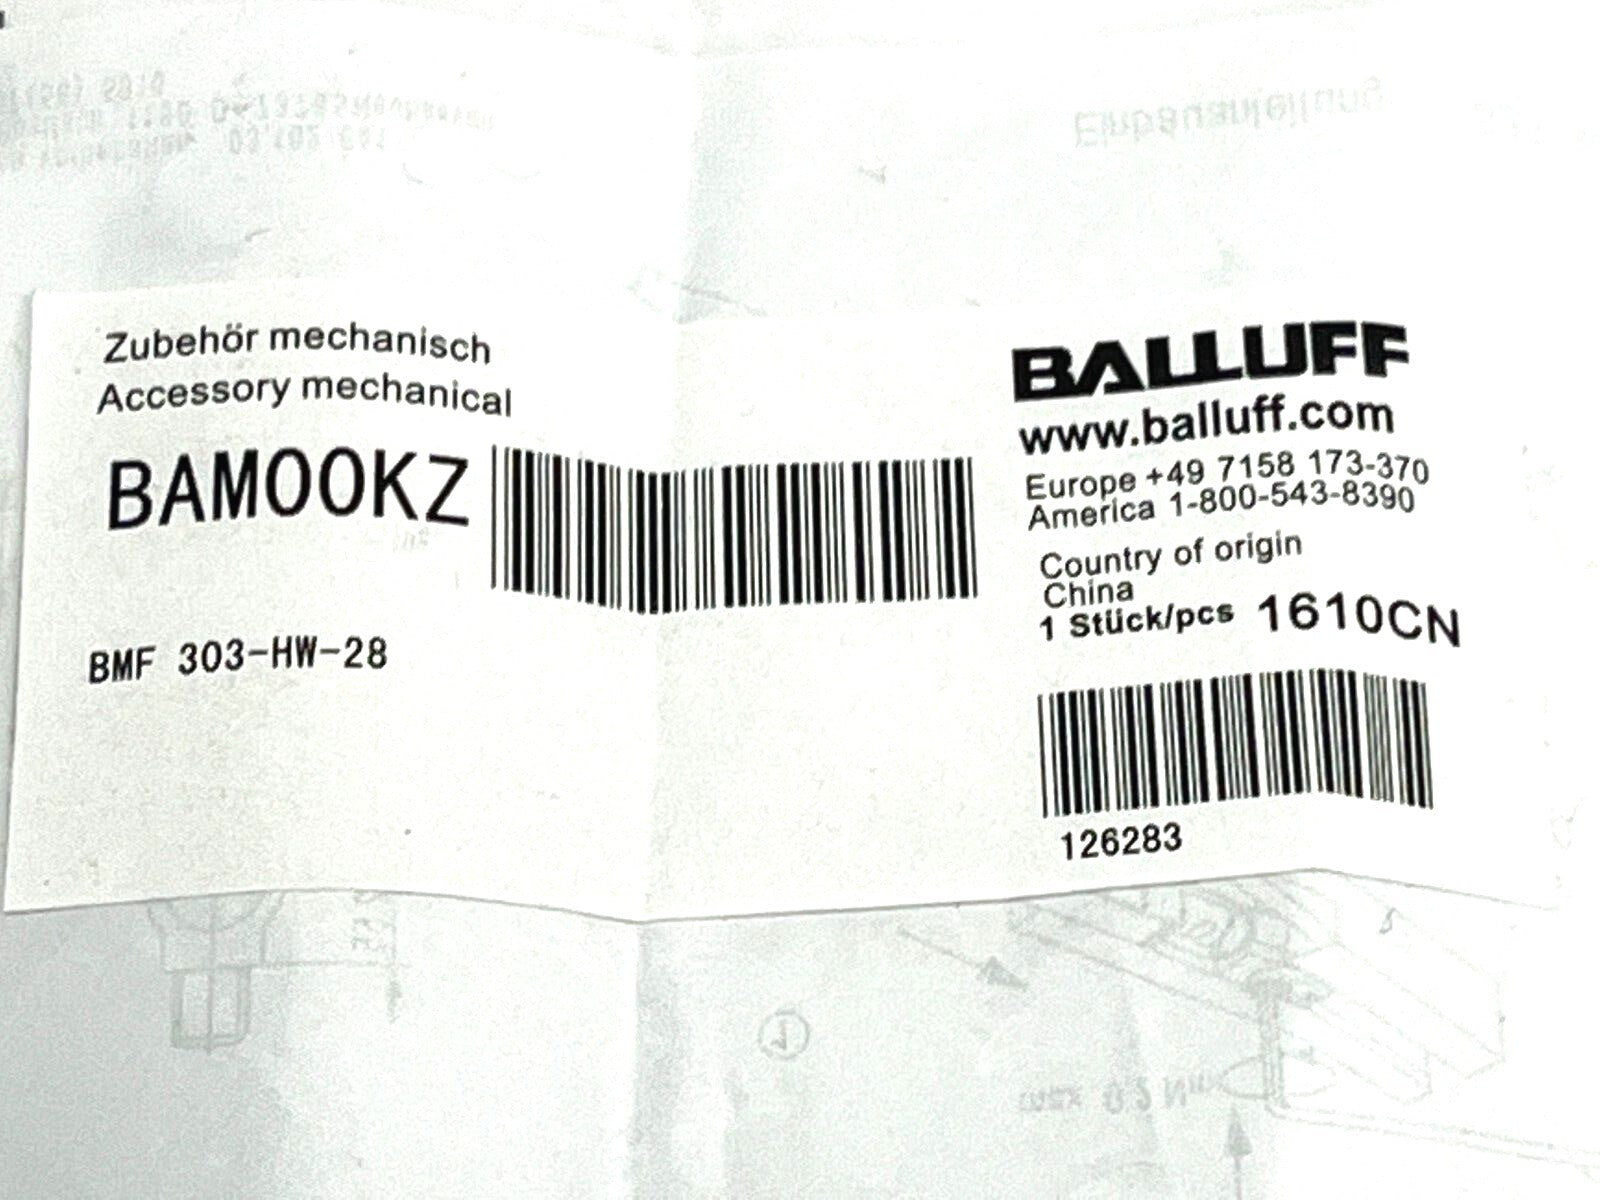 Zubehör mechanisch
Accessory mechanical
BAM00KZ
BMF 303-HW-28
BALLUFF
www.balluff.com
Europe +49 7158 173-370
America 1-800-543-8390
Country of origin
China
1 Stück/pcs 1610CN
126283
Einbauanleitung